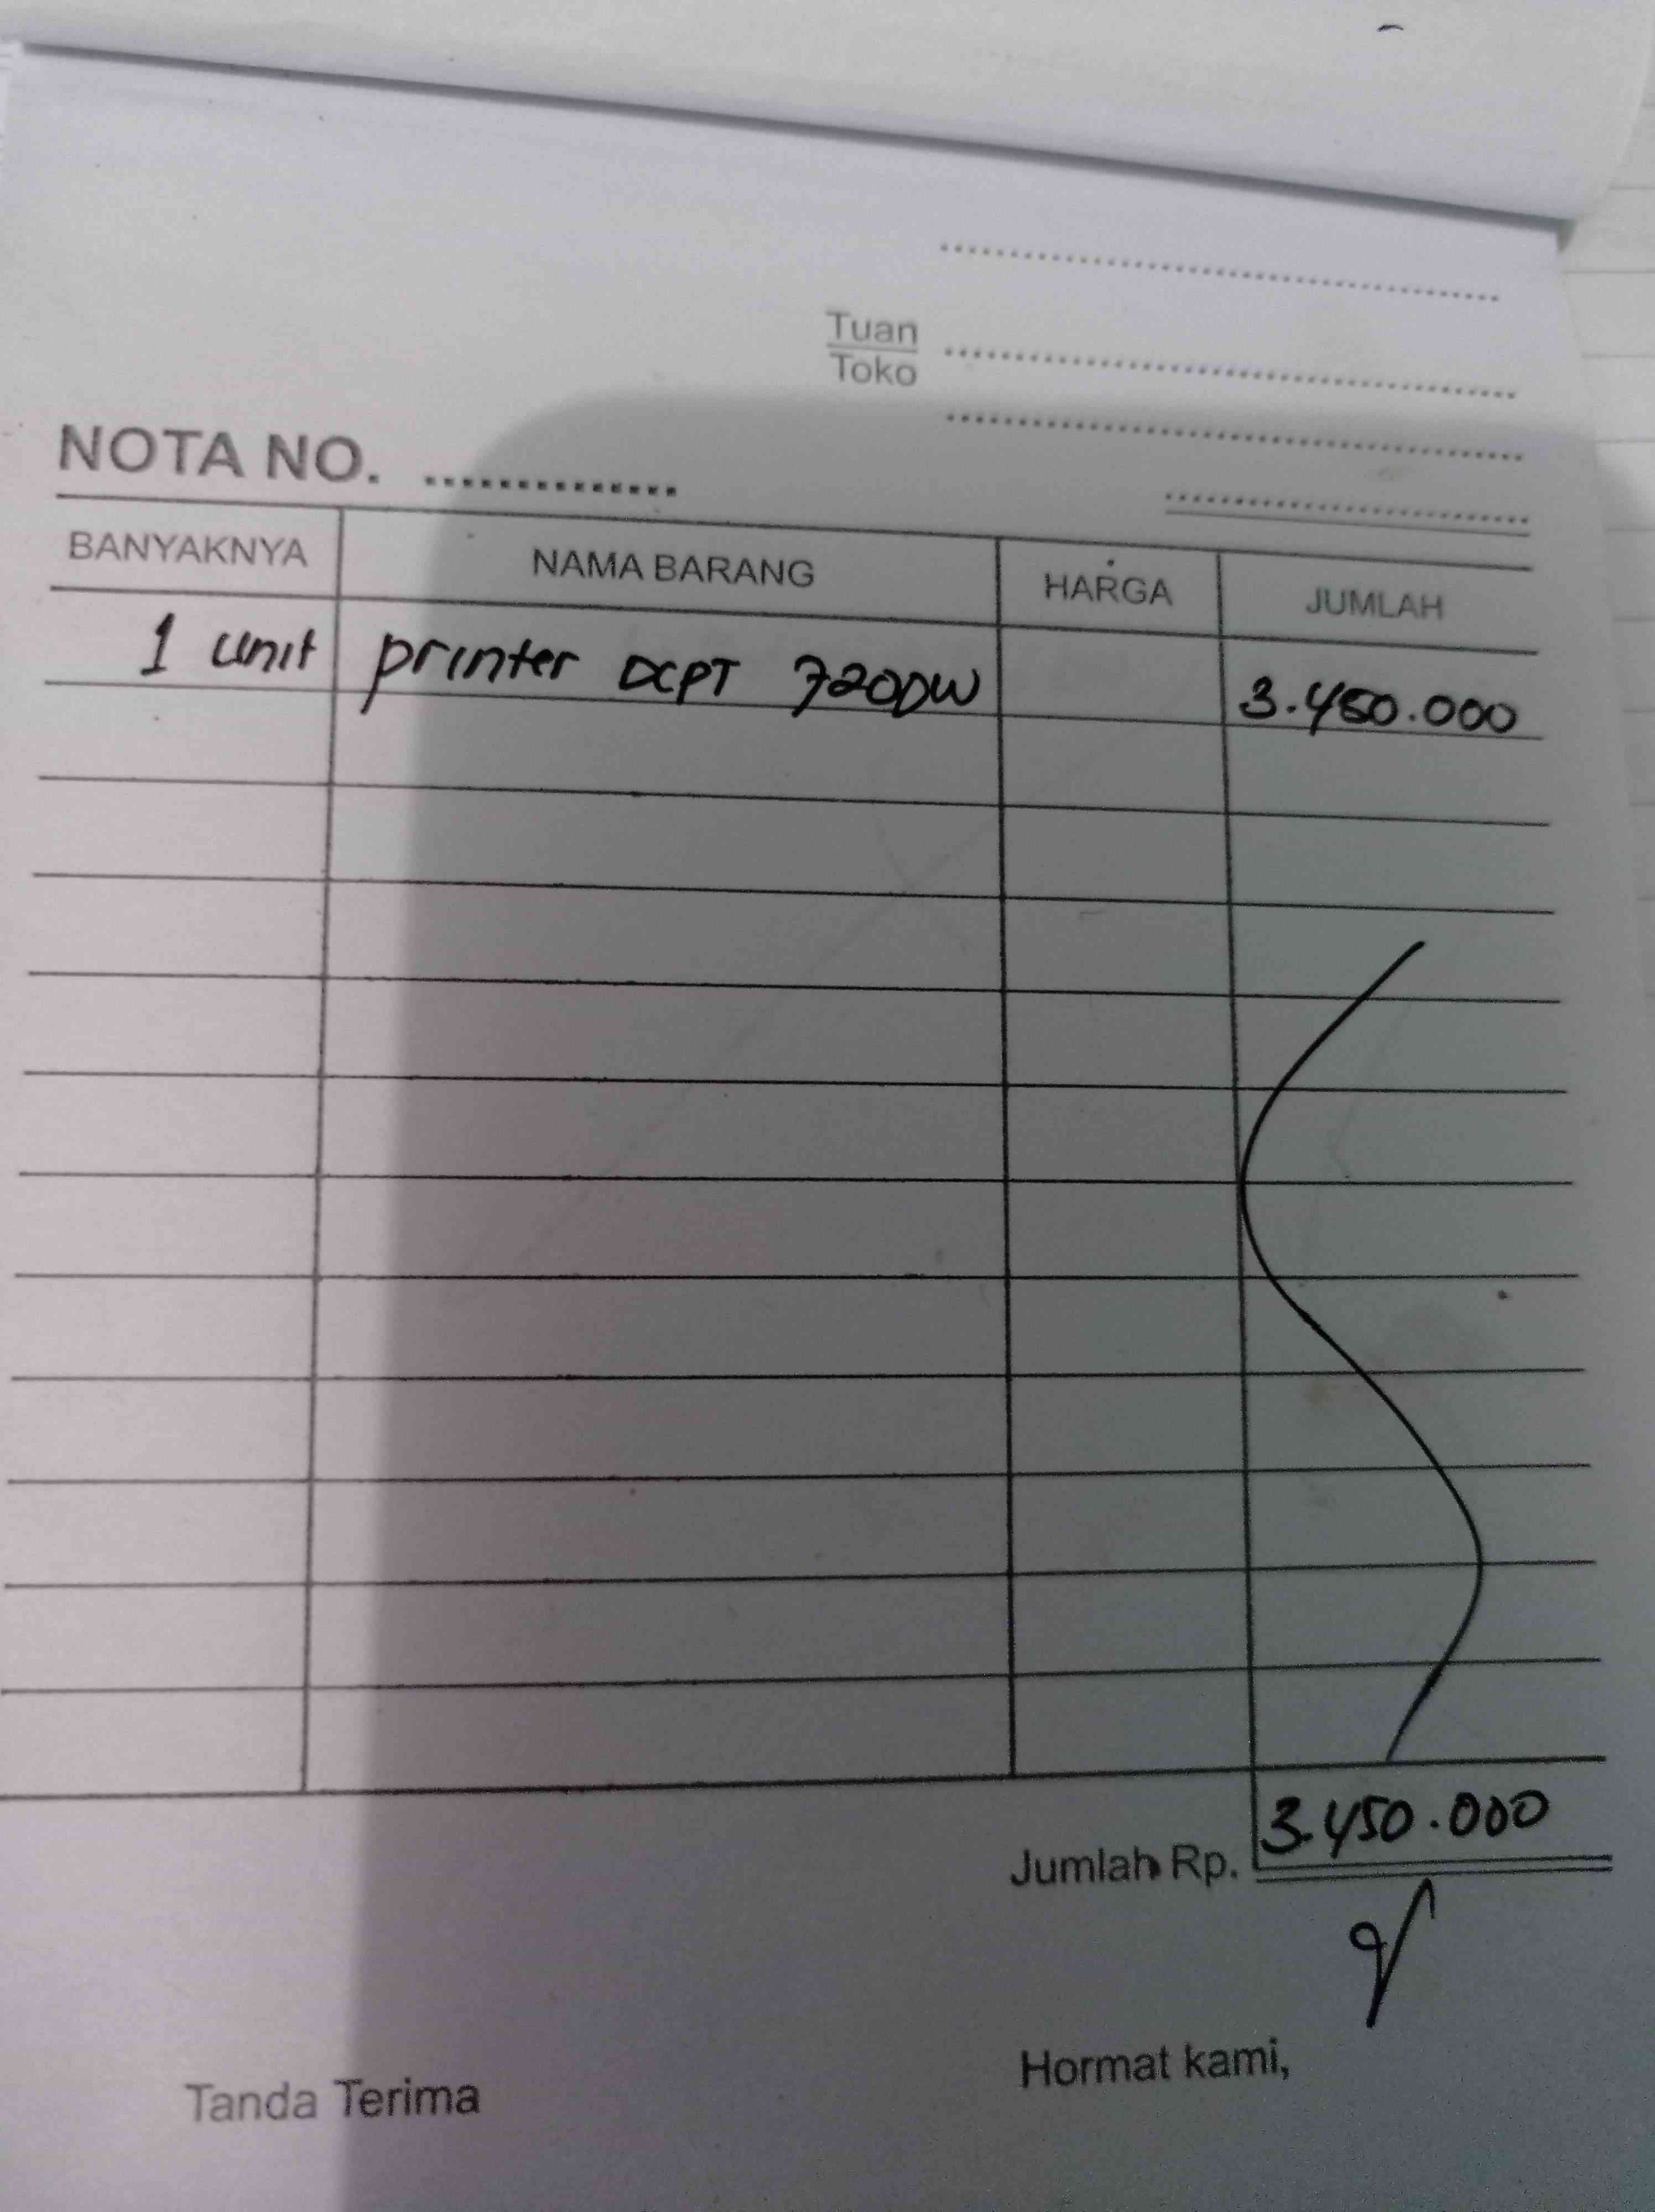 Tuan
Toko
NOTA NO. ..............
BANYAKNYA NAMA BARANG HARGA JUMLAH
1 unit printer DCPT 720DW 3.450.000
Jumlah Rp. 3.450.000
Hormat kami,
Tanda Terima